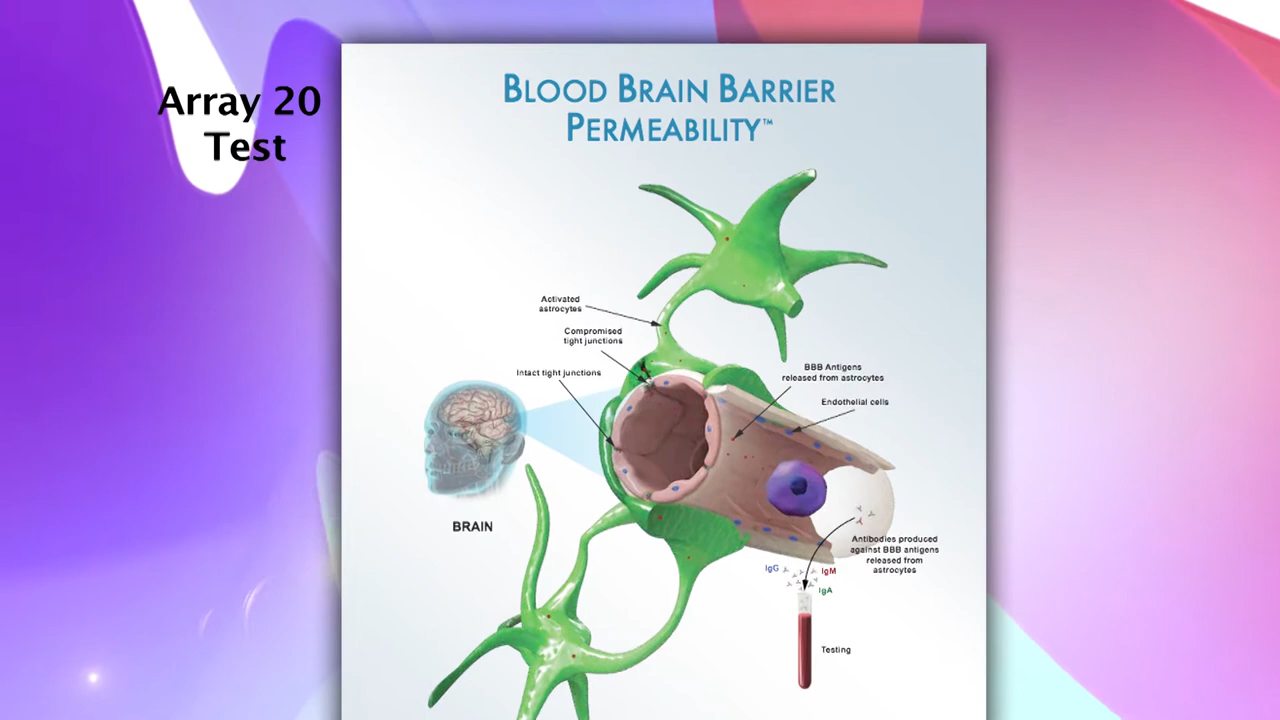 Array 20
Test
BLOOD BRAIN BARRIER
PERMEABILITY™
Activated
astrocytes
Compromised
tight junctions
Intact tight junctions
BBB Antigens
released from astrocytes
Endothelial cells
BRAIN
Antibodies produced
against BBB antigens
released from
astrocytes
IgG
IgM
IgA
Testing